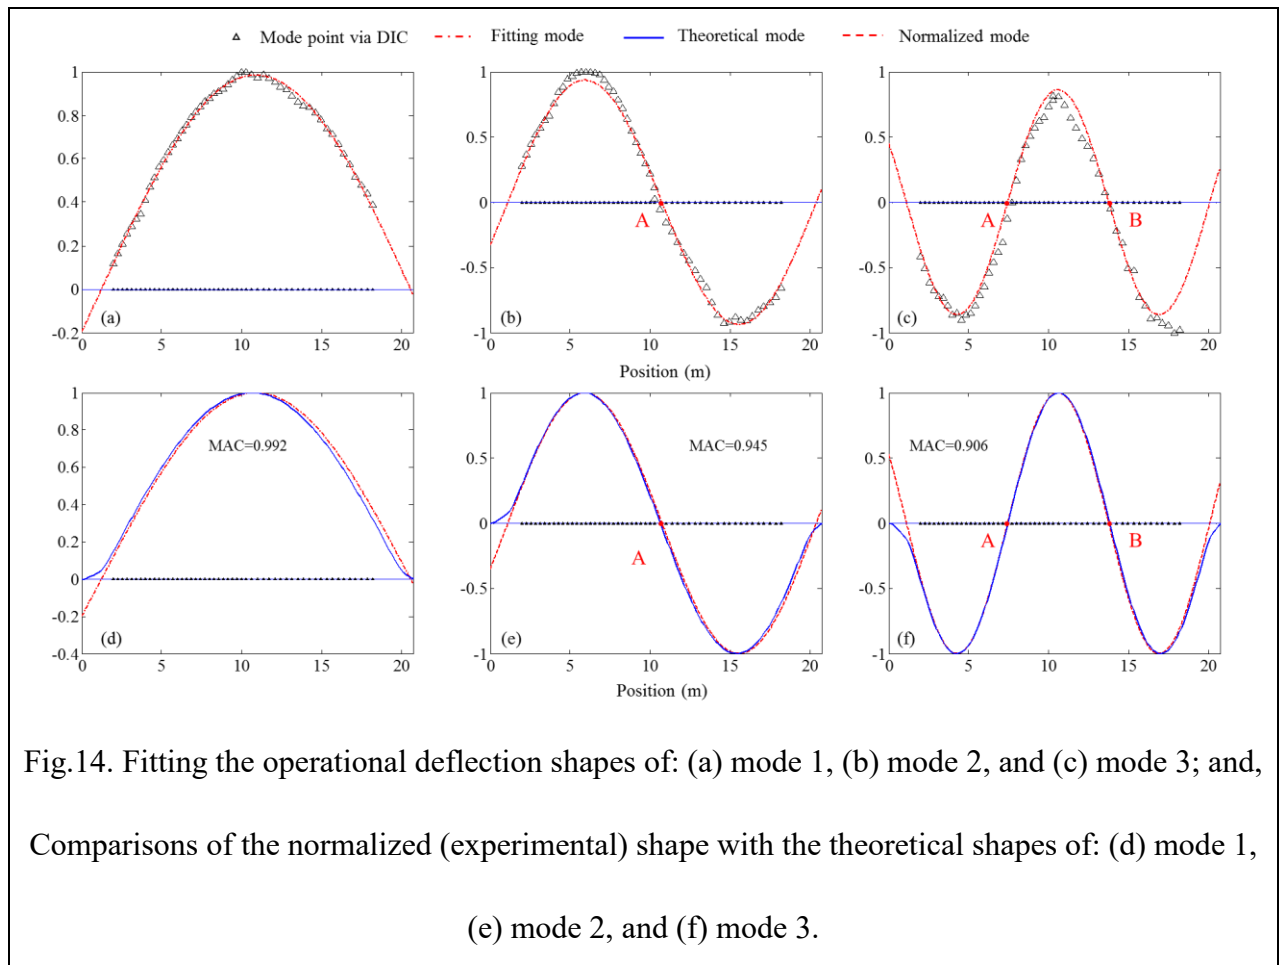 Mode point via DIC Fitting mode Theoretical mode Normalized mode
1
0.8
0.6
0.4
0.2
0
-0.2
(a)
0 5 10 15 20
1
0.5
0
-0.5
-1
A
(b)
0 5 10 15 20
Position (m)
1
0.5
0
-0.5
-1
A
B
(c)
0 5 10 15 20
1
0.8
0.6
0.4
0.2
0
-0.2
-0.4
MAC=0.992
(d)
0 5 10 15 20
1
0.5
0
-0.5
-1
MAC=0.945
A
(e)
0 5 10 15 20
Position (m)
1
0.5
0
-0.5
-1
MAC=0.906
A
B
(f)
0 5 10 15 20
Fig.14. Fitting the operational deflection shapes of: (a) mode 1, (b) mode 2, and (c) mode 3; and,
Comparisons of the normalized (experimental) shape with the theoretical shapes of: (d) mode 1,
(e) mode 2, and (f) mode 3.